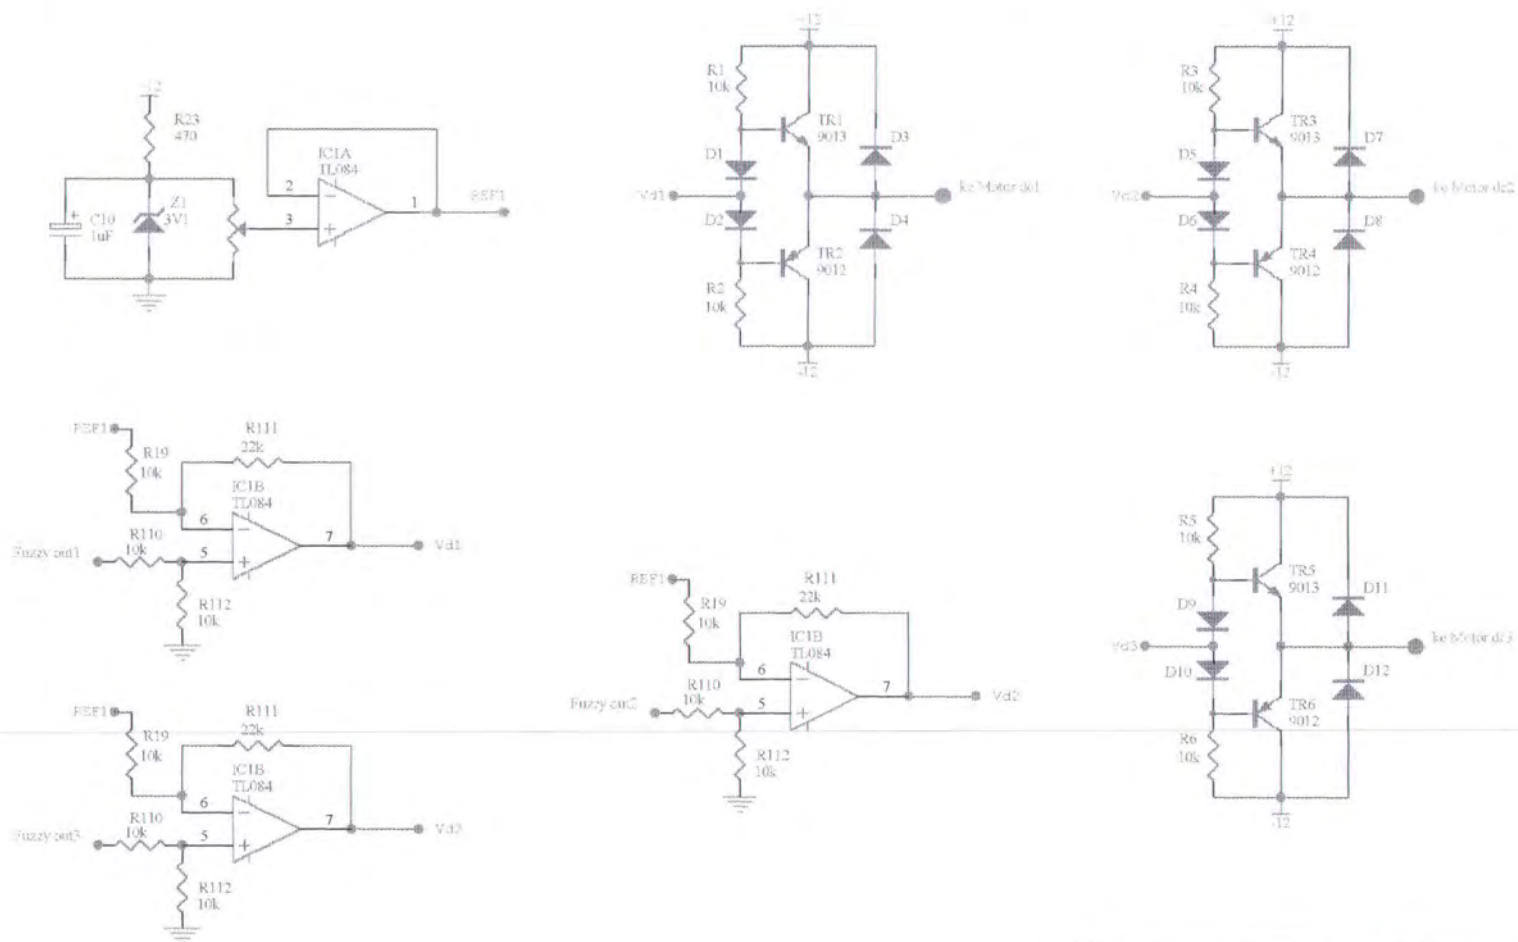 +12
R23
470
C10
1uF
Z1
3V1
IC1A
TL084
2
3
1
REF1
+12
R1
10k
TR1
9013
D3
D1
Vd1
ke Motor dc1
D2
D4
TR2
9012
R2
10k
-12
+12
R3
10k
TR3
9013
D7
D5
Vd2
ke Motor dc2
D6
D8
TR4
9012
R4
10k
-12
REF1
R19
10k
R111
22k
IC1B
TL084
6
7
Vd1
Fuzzy out1
R110
10k
5
R112
10k
REF1
R19
10k
R111
22k
IC1B
TL084
6
7
Vd2
Fuzzy out2
R110
10k
5
R112
10k
+12
R5
10k
TR5
9013
D11
D9
Vd3
ke Motor dc3
D10
D12
TR6
9012
R6
10k
-12
REF1
R19
10k
R111
22k
IC1B
TL084
6
7
Fuzzy out3
R110
10k
5
R112
10k